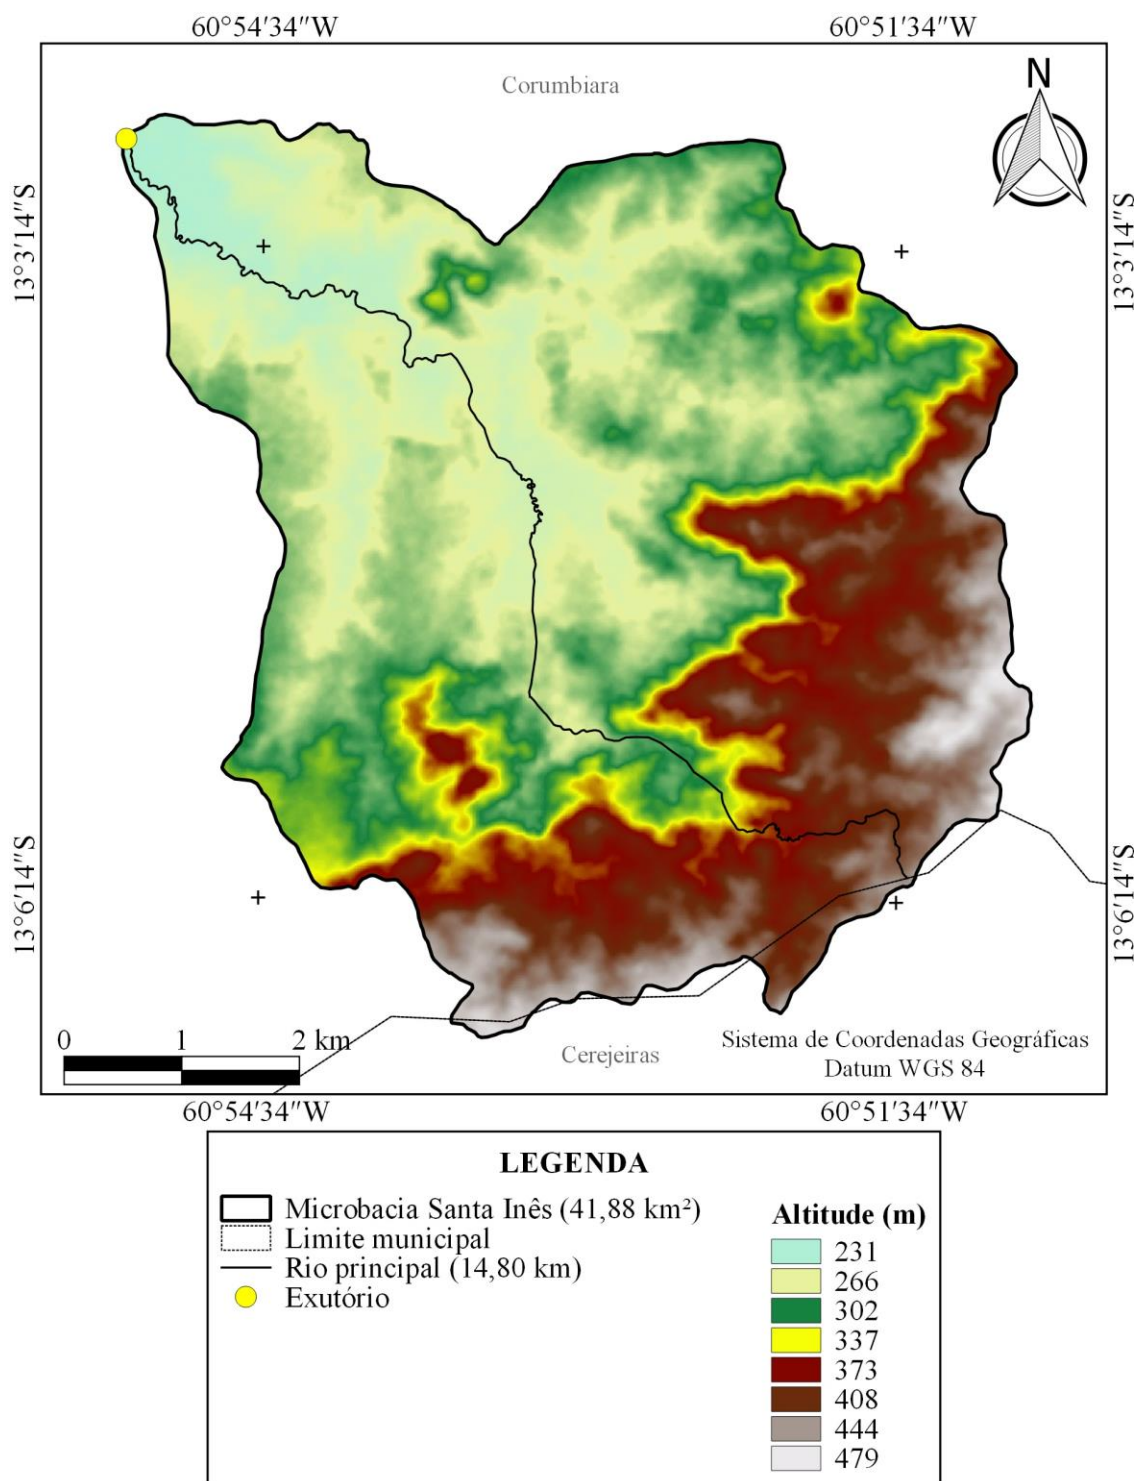 60°54′34″W
60°51′34″W
Corumbiara
N
13°3′14″S
13°3′14″S
13°6′14″S
13°6′14″S
0 1 2 km
Cerejeiras
Sistema de Coordenadas Geográficas
Datum WGS 84
60°54′34″W
60°51′34″W
LEGENDA
Microbacia Santa Inês (41,88 km²)
Limite municipal
Rio principal (14,80 km)
Exutório
Altitude (m)
231
266
302
337
373
408
444
479